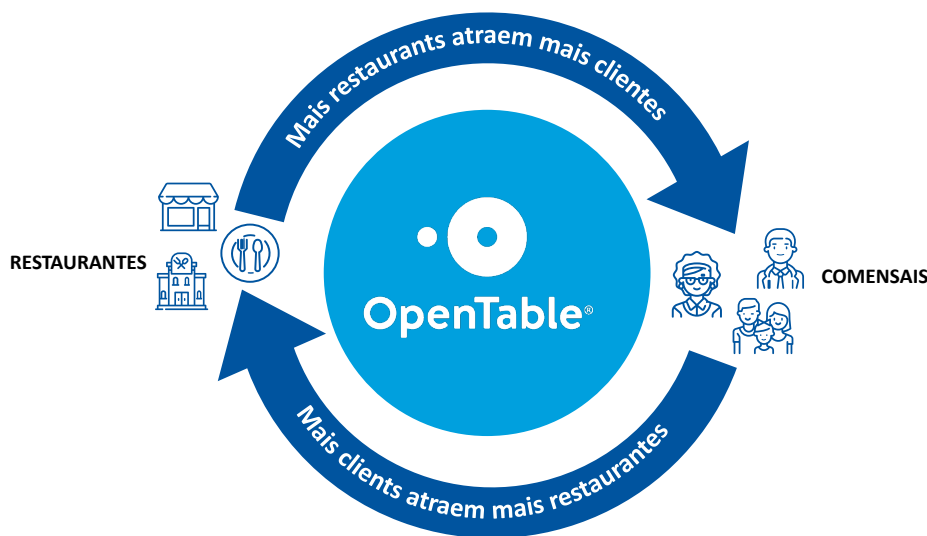 Mais restaurants atraem mais clientes
RESTAURANTES
OpenTable®
COMENSAIS
Mais clients atraem mais restaurantes